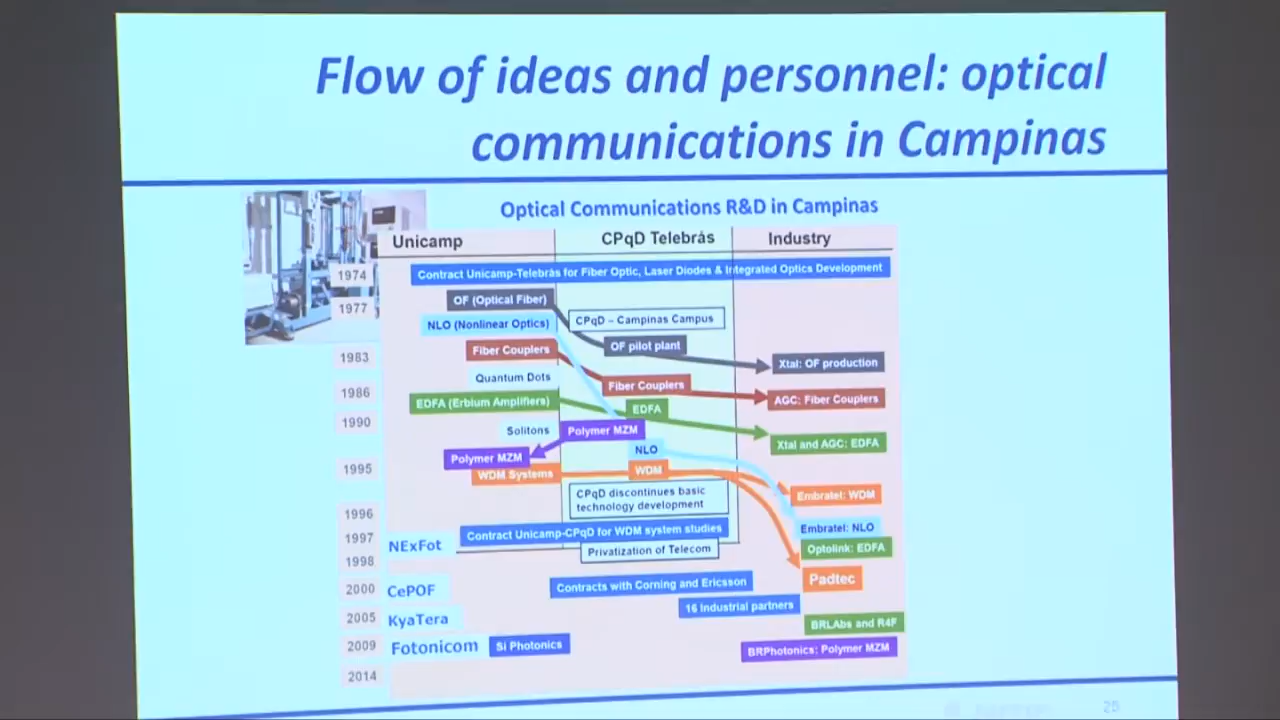 Flow of ideas and personnel: optical
communications in Campinas
Optical Communications R&D in Campinas
Unicamp
CPqD Telebrás
Industry
1974
Contract Unicamp-Telebrás for Fiber Optic, Laser Diodes & Integrated Optics Development
OF (Optical Fiber)
1977
NLO (Nonlinear Optics)
CPqD – Campinas Campus
Fiber Couplers
OF pilot plant
1983
Xtal: OF production
Quantum Dots
Fiber Couplers
1986
EDFA (Erbium Amplifiers)
EDFA
AGC: Fiber Couplers
1990
Solitons
Polymer MZM
Xtal and AGC: EDFA
Polymer MZM
NLO
1995
WDM Systems
WDM
Embratel: WDM
CPqD discontinues basic
technology development
1996
Embratel: NLO
1997
NExFot
Contract Unicamp-CPqD for WDM system studies
Optolink: EDFA
Privatization of Telecom
1998
Padtec
2000
CePOF
Contracts with Corning and Ericsson
16 Industrial partners
2005
KyaTera
BRLAbs and R4F
2009
Fotonicom
Si Photonics
BRPhotonics: Polymer MZM
2014
25